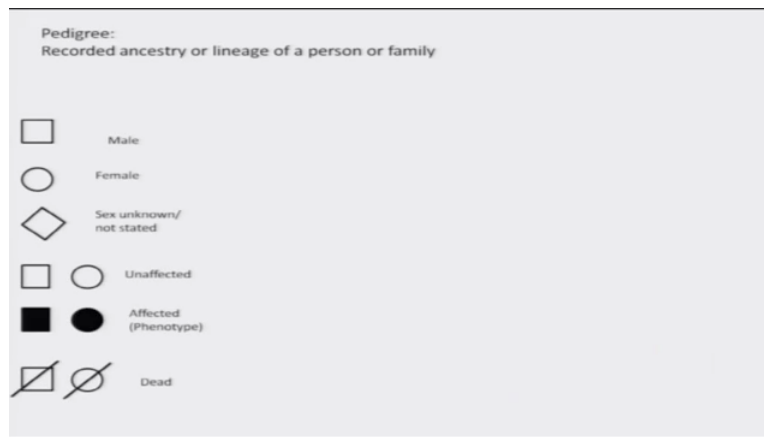 Pedigree:
Recorded ancestry or lineage of a person or family
Male
Female
Sex unknown/
not stated
Unaffected
Affected
(Phenotype)
Dead